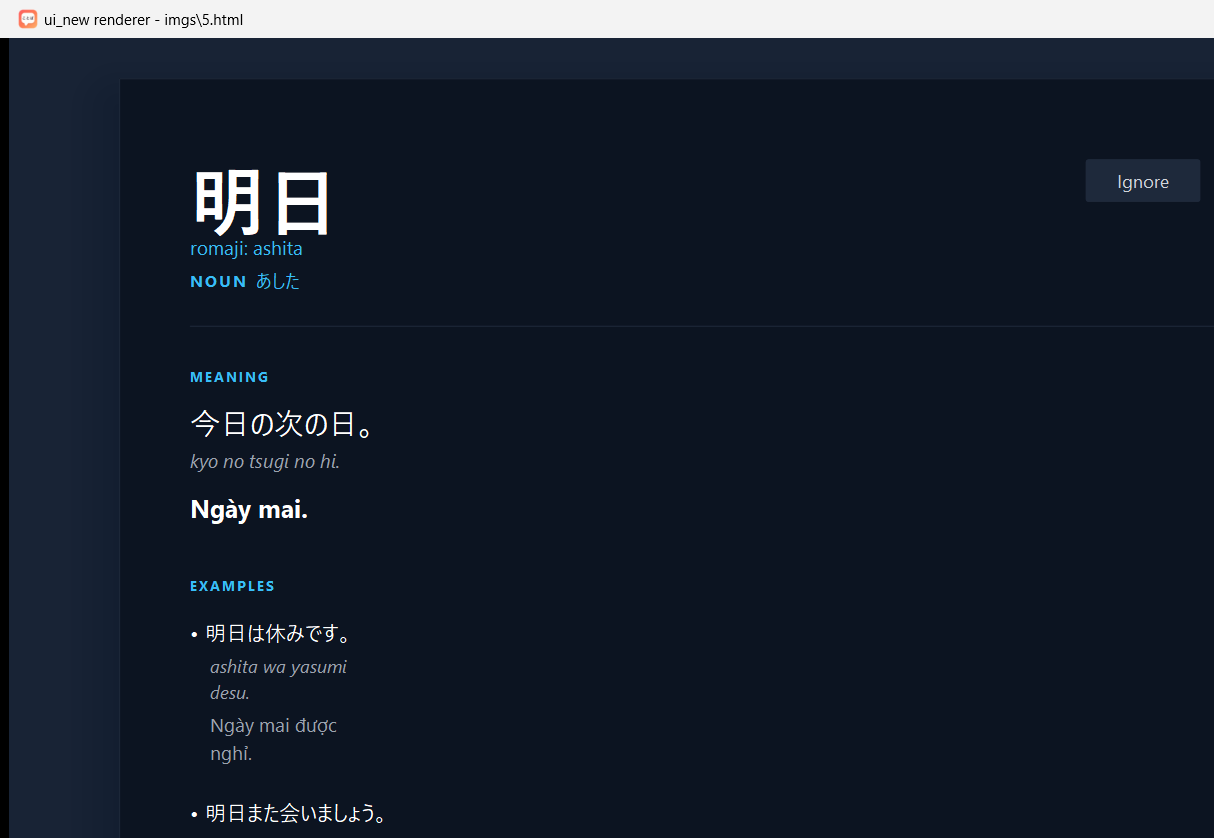 ui_new renderer - imgs\5.html
明日
Ignore
romaji: ashita
NOUN あした
MEANING
今日の次の日。
kyo no tsugi no hi.
Ngày mai.
EXAMPLES
• 明日は休みです。
ashita wa yasumi
desu.
Ngày mai được
nghỉ.
• 明日また会いましょう。